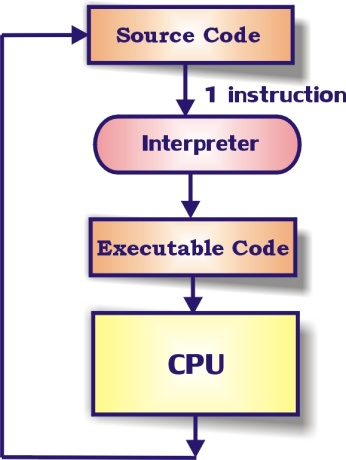 Source Code
1 instruction
Interpreter
Executable Code
CPU